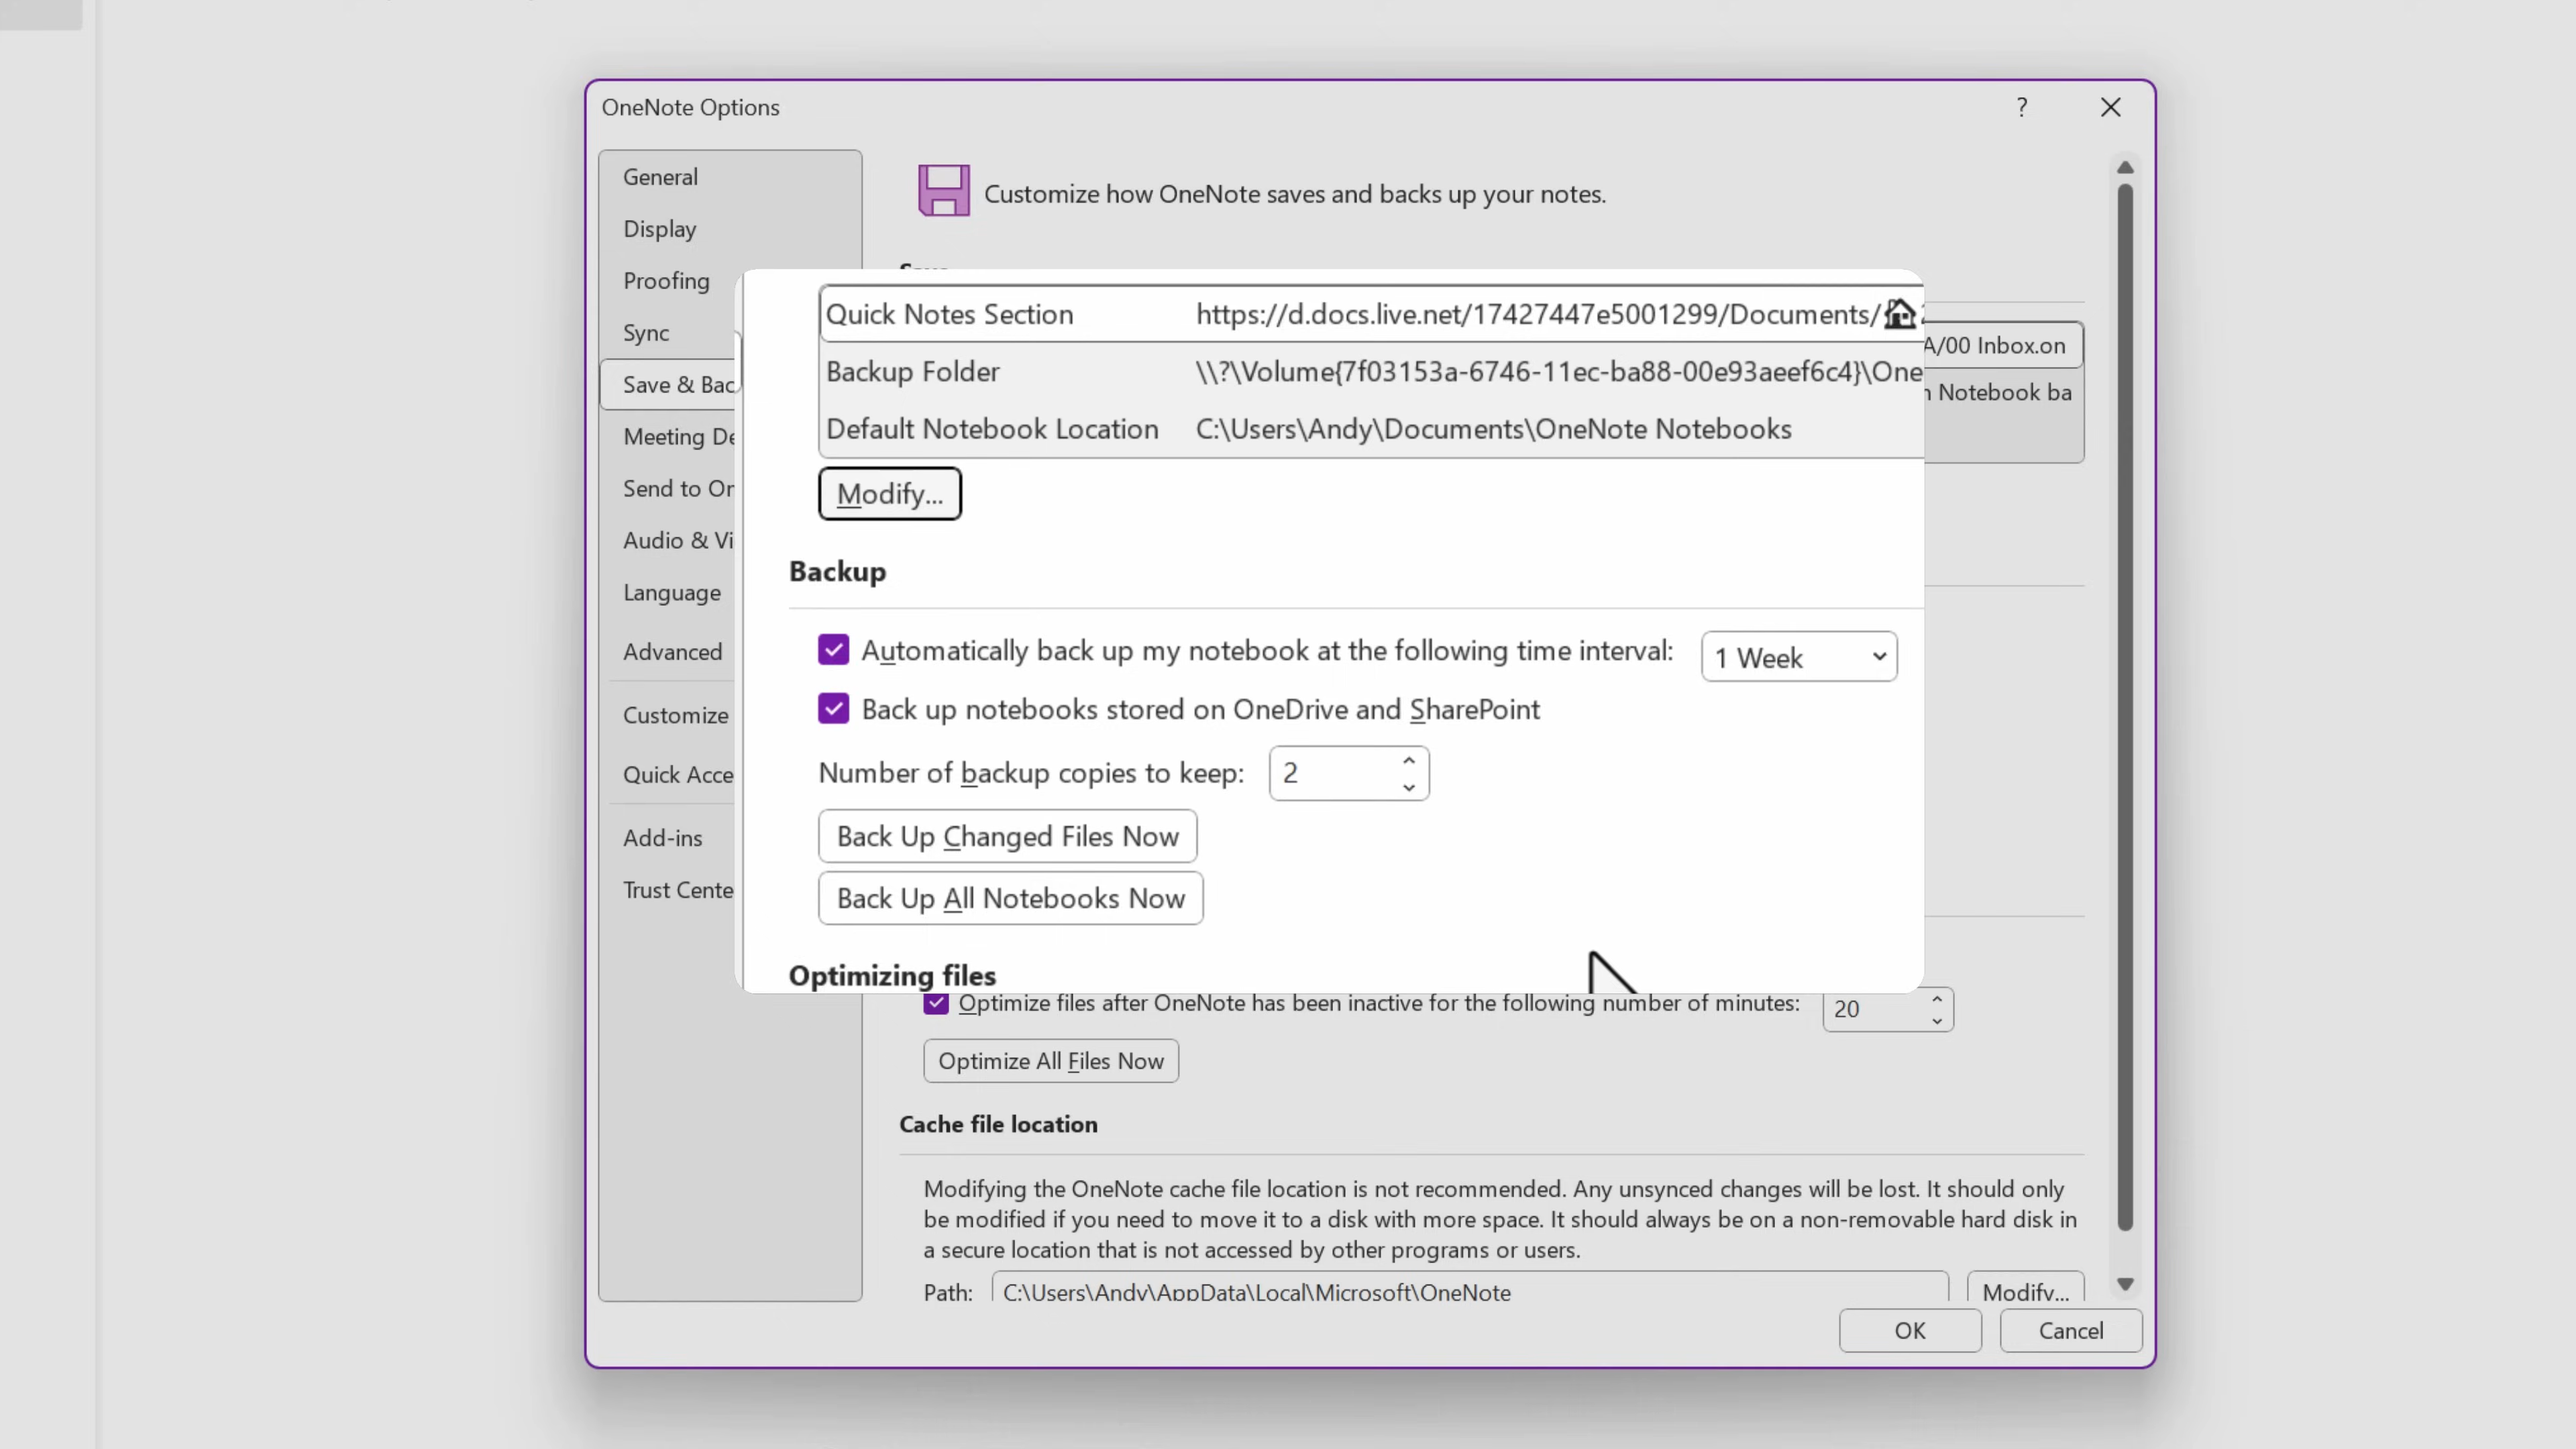 OneNote Options
?
General
Display
Proofing
Sync
Save & Bac
Meeting De
Send to Or
Audio & Vi
Language
Advanced
Customize
Quick Acce
Add-ins
Trust Cente
Customize how OneNote saves and backs up your notes.
Quick Notes Section https://d.docs.live.net/17427447e5001299/Documents/
A/00 Inbox.on
Backup Folder \\?\Volume{7f03153a-6746-11ec-ba88-00e93aeef6c4}\One
Notebook ba
Default Notebook Location C:\Users\Andy\Documents\OneNote Notebooks
Modify...
Backup
Automatically back up my notebook at the following time interval: 1 Week
Back up notebooks stored on OneDrive and SharePoint
Number of backup copies to keep: 2
Back Up Changed Files Now
Back Up All Notebooks Now
Optimizing files
Optimize files after OneNote has been inactive for the following number of minutes: 20
Optimize All Files Now
Cache file location
Modifying the OneNote cache file location is not recommended. Any unsynced changes will be lost. It should only
be modified if you need to move it to a disk with more space. It should always be on a non-removable hard disk in
a secure location that is not accessed by other programs or users.
Path: C:\Users\Andy\AppData\Local\Microsoft\OneNote Modify...
OK Cancel